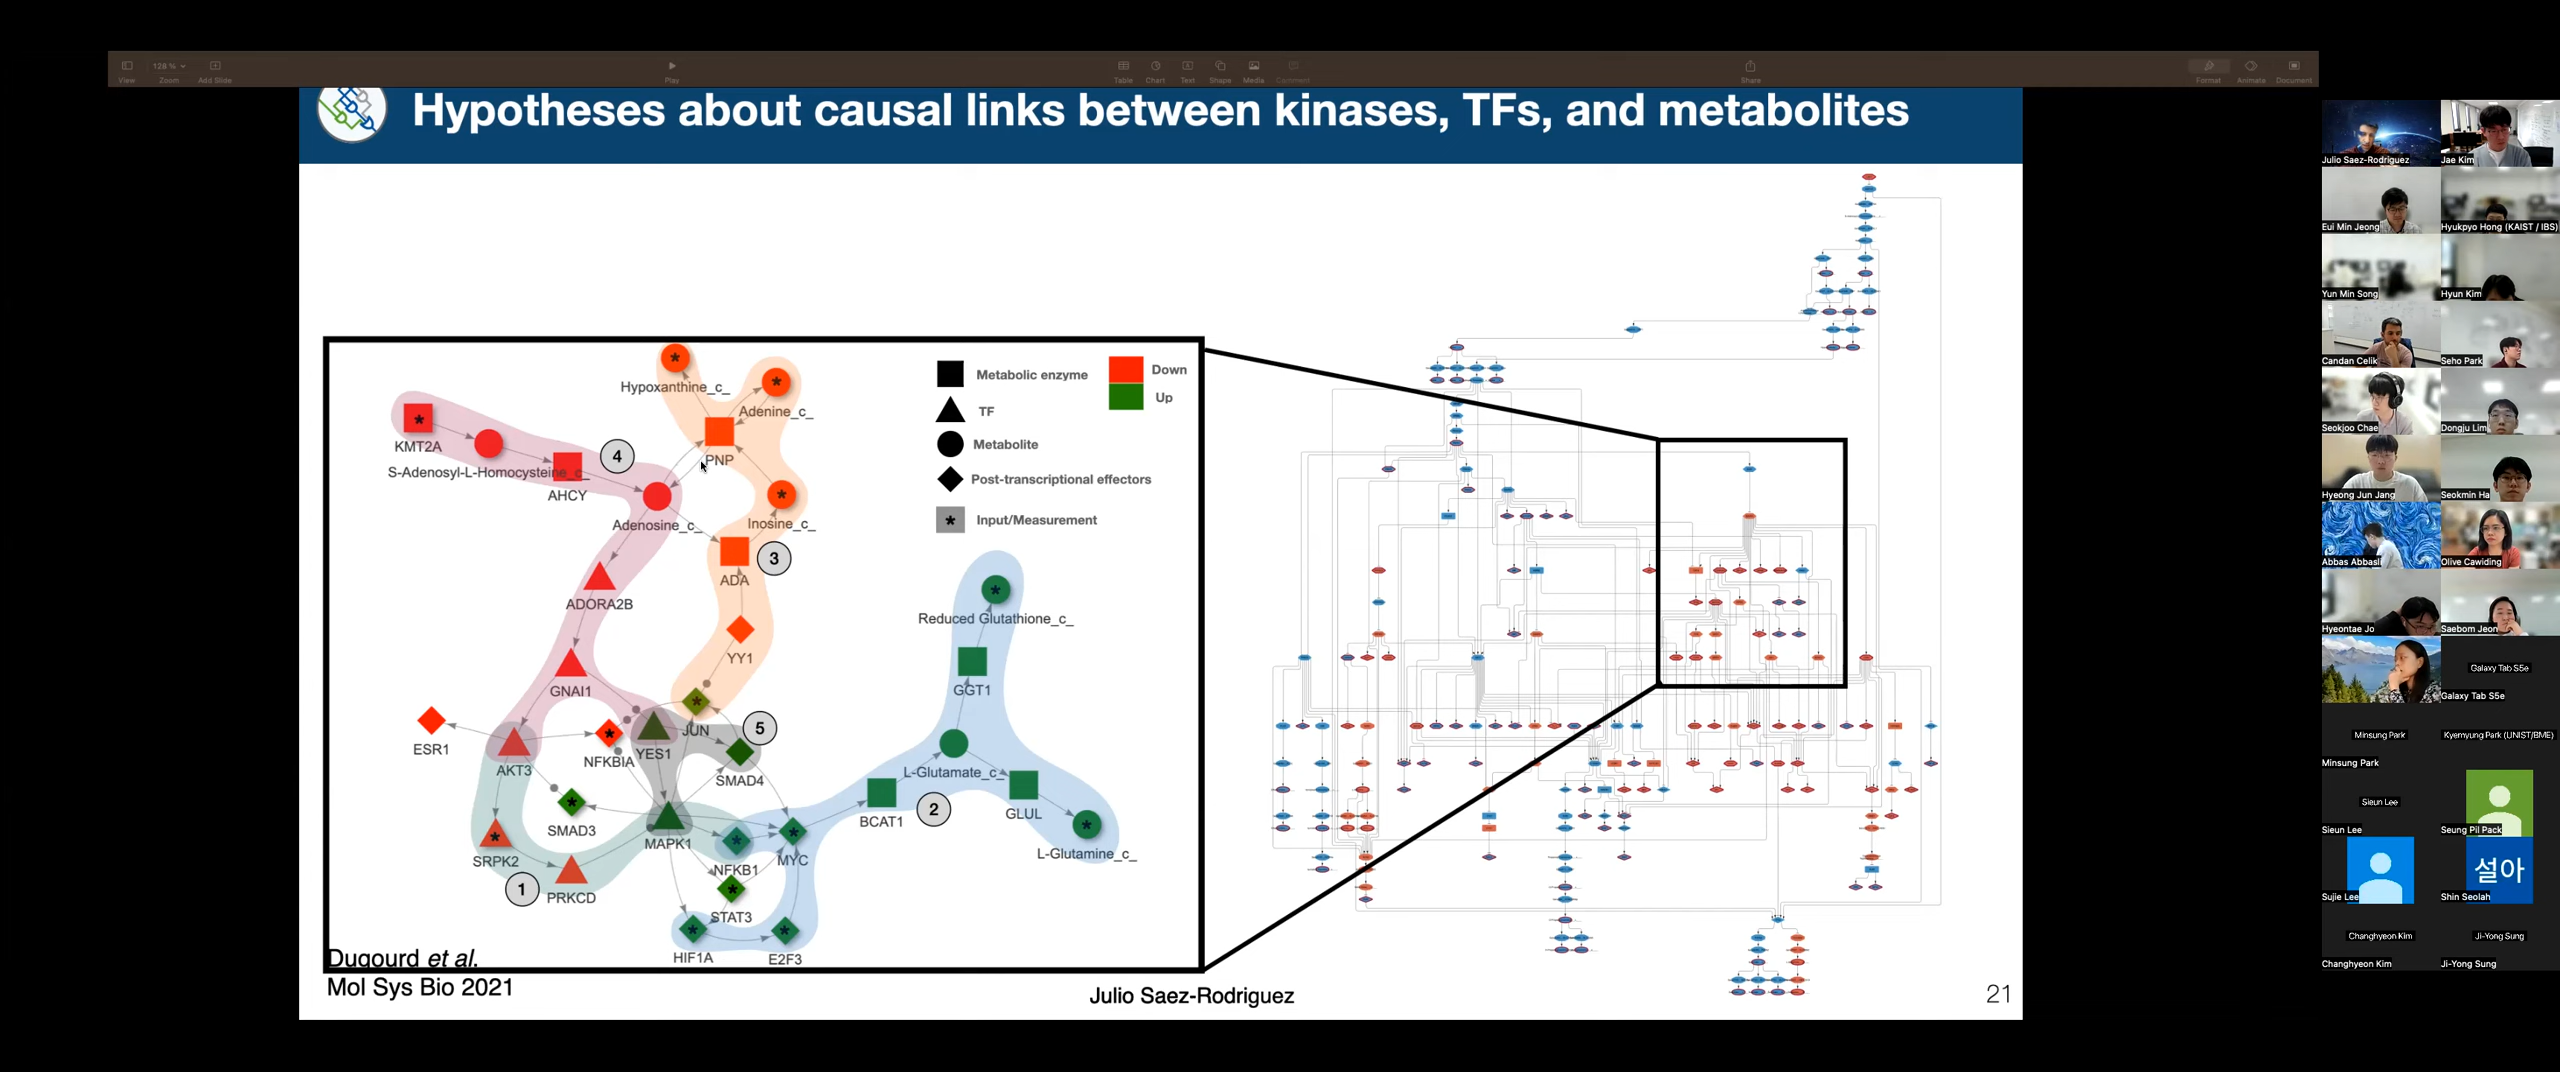 View
128 %
Zoom
Add Slide
Play
Table
Chart
Text
Shape
Media
Comment
Share
Format
Animate
Document
Hypotheses about causal links between kinases, TFs, and metabolites
Hypoxanthine_c_
Adenine_c_
KMT2A
S-Adenosyl-L-Homocysteine_c_
AHCY
4
PNP
Adenosine_c_
Inosine_c_
ADA
3
ADORA2B
YY1
GNAI1
JUN
5
ESR1
AKT3
NFKBIA
YES1
SMAD4
SMAD3
MAPK1
NFKB1
MYC
SRPK2
1
PRKCD
STAT3
HIF1A
E2F3
BCAT1
2
L-Glutamate_c_
GGT1
Reduced Glutathione_c_
GLUL
L-Glutamine_c_
Metabolic enzyme
TF
Metabolite
Post-transcriptional effectors
Input/Measurement
Down
Up
Dugourd et al.
Mol Sys Bio 2021
Julio Saez-Rodriguez
21
Julio Saez-Rodriguez
Jae Kim
Eui Min Jeong
Hyukpyo Hong (KAIST / IBS)
Yun Min Song
Hyun Kim
Candan Celik
Seho Park
Seokjoo Chae
Dongju Lim
Hyeong Jun Jang
Seokmin Ha
Abbas Abbasli
Olive Cawiding
Hyeontae Jo
Saebom Jeon
Galaxy Tab S5e
Galaxy Tab S5e
Minsung Park
Minsung Park
Kyemyung Park (UNIST/BME)
Sieun Lee
Sieun Lee
Seung Pil Pack
Sujie Lee
설아
Shin Seolah
Changhyeon Kim
Changhyeon Kim
Ji-Yong Sung
Ji-Yong Sung